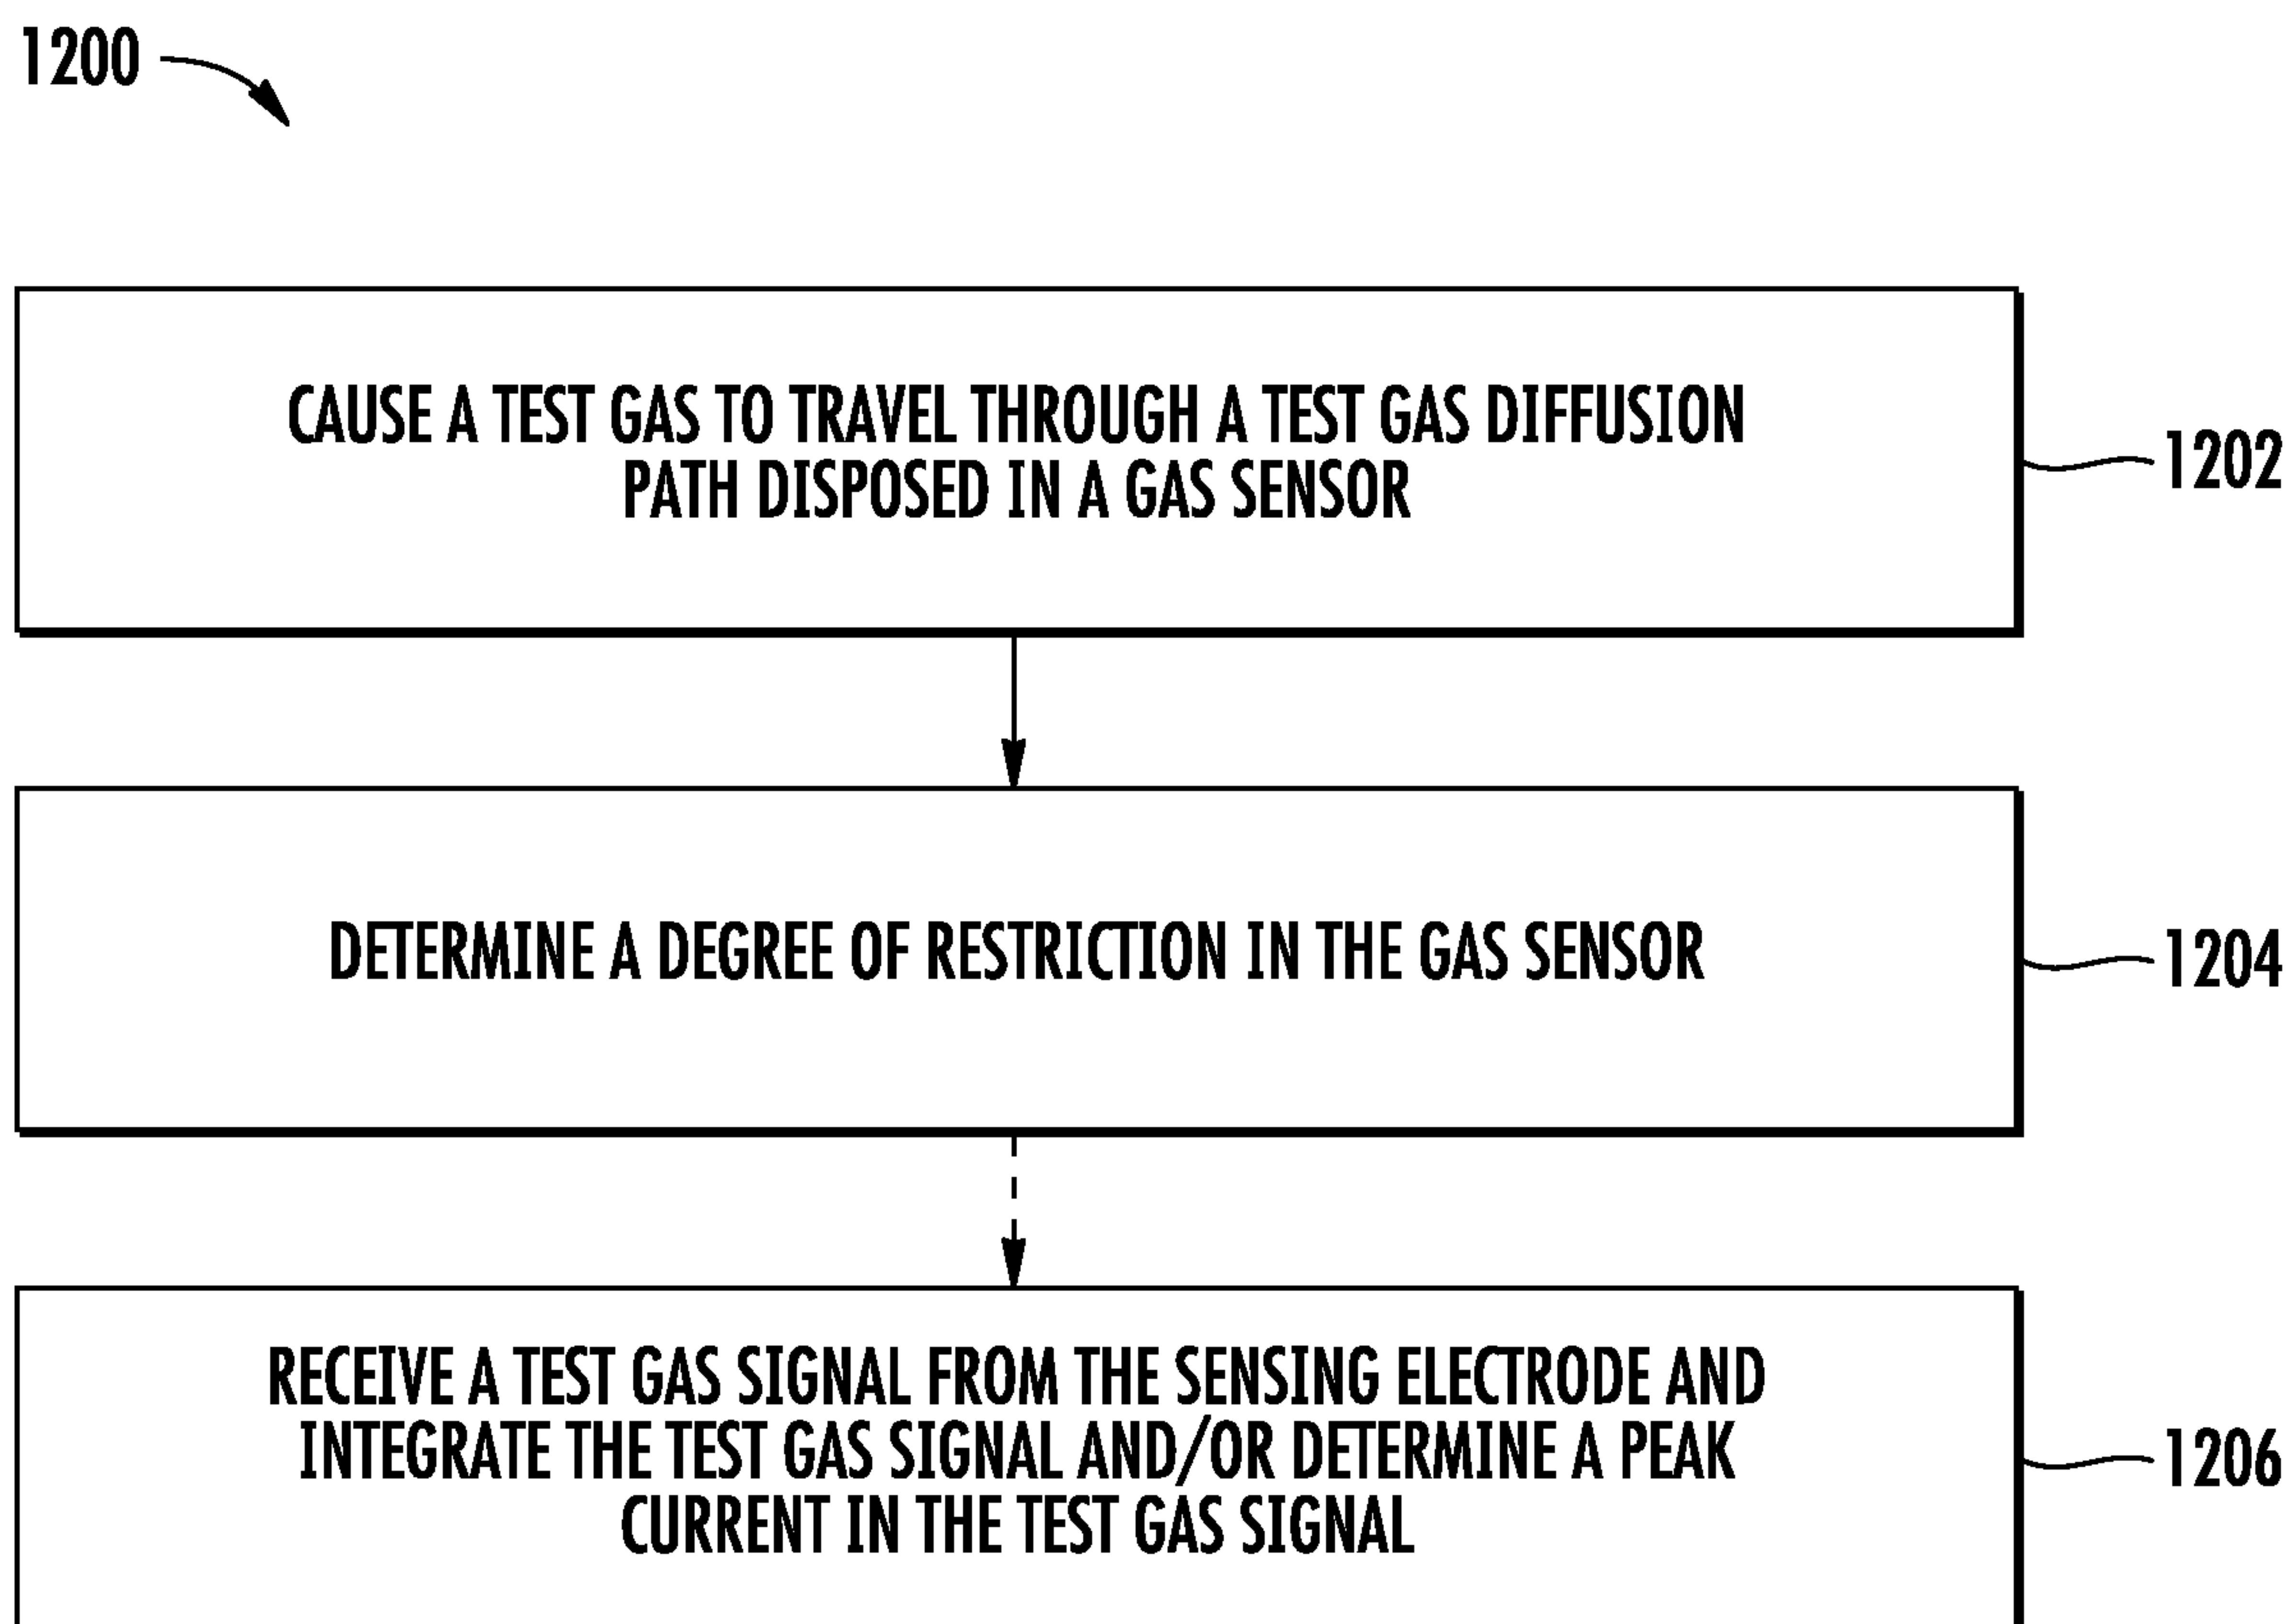 1200
CAUSE A TEST GAS TO TRAVEL THROUGH A TEST GAS DIFFUSION
PATH DISPOSED IN A GAS SENSOR
1202
DETERMINE A DEGREE OF RESTRICTION IN THE GAS SENSOR
1204
RECEIVE A TEST GAS SIGNAL FROM THE SENSING ELECTRODE AND
INTEGRATE THE TEST GAS SIGNAL AND/OR DETERMINE A PEAK
CURRENT IN THE TEST GAS SIGNAL
1206